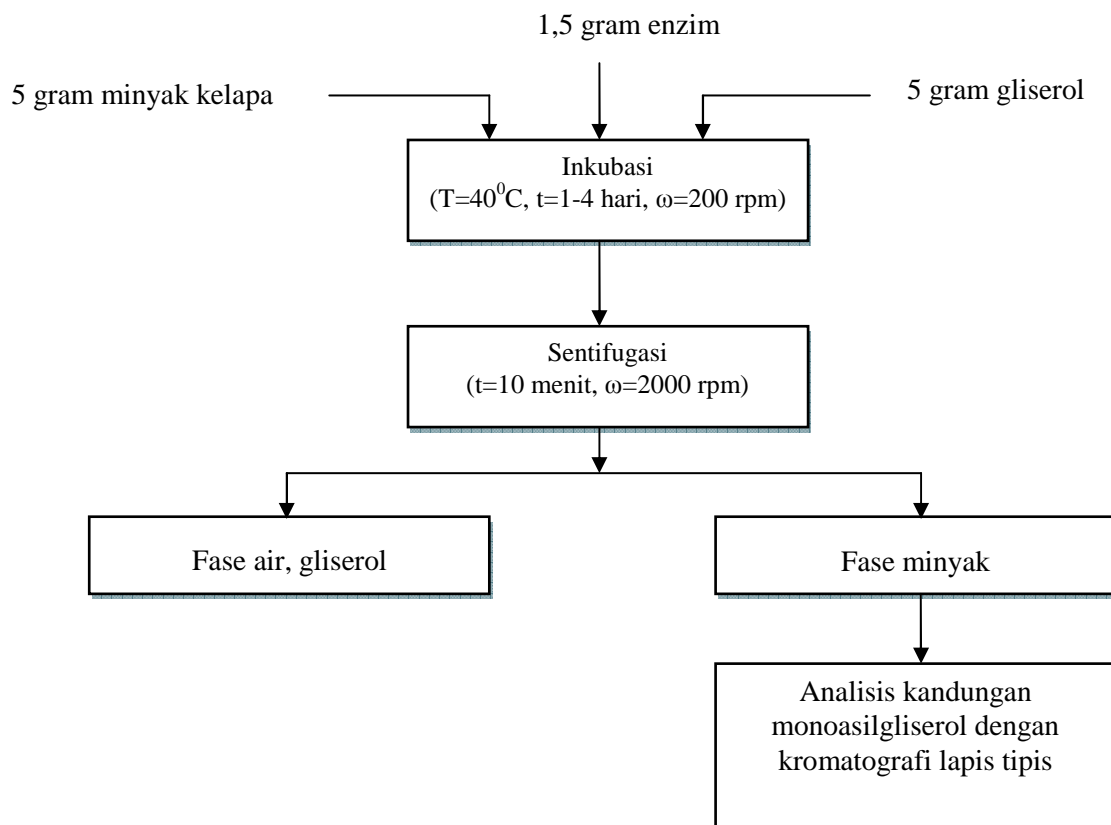 1,5 gram enzim
5 gram minyak kelapa
5 gram gliserol
Inkubasi
(T=40⁰C, t=1-4 hari, ω=200 rpm)
Sentifugasi
(t=10 menit, ω=2000 rpm)
Fase air, gliserol
Fase minyak
Analisis kandungan
monoasilgliserol dengan
kromatografi lapis tipis